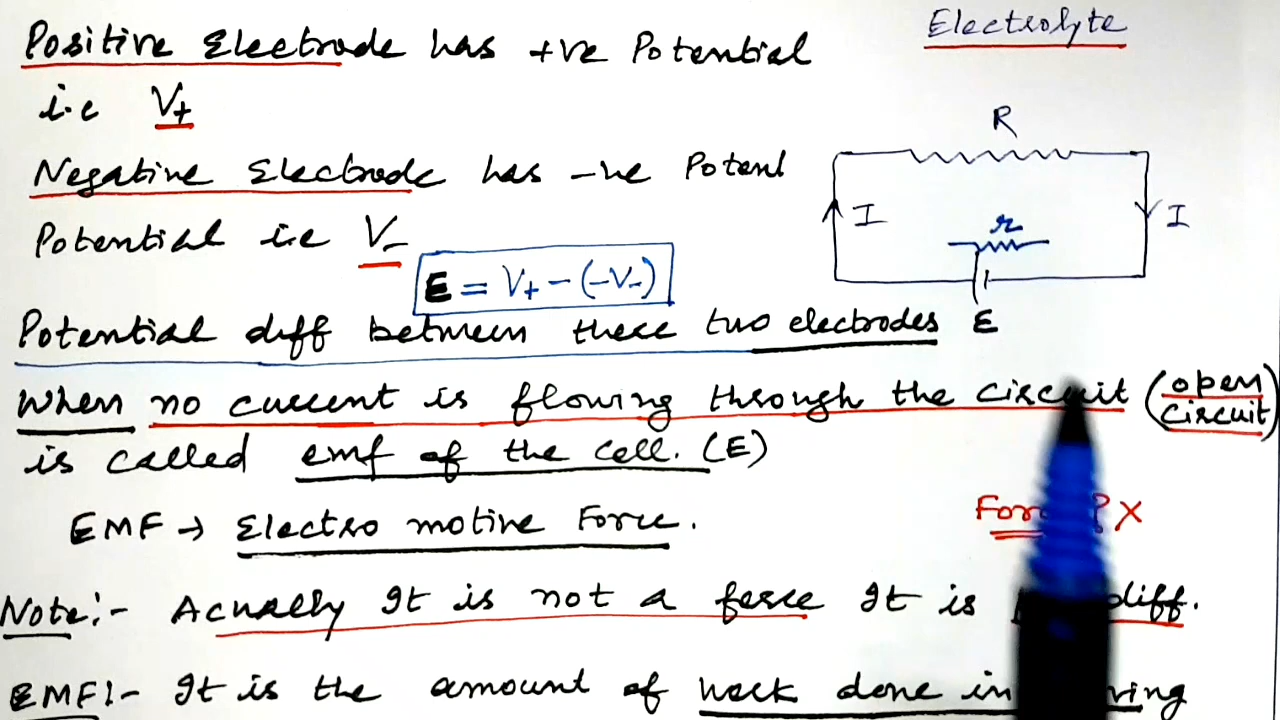 Electrolyte
Positive Electrode has +ve Potential
i.e V+
Negative Electrode has -ve Potent
Potential i.e V-
E = V+ - (-V-)
R
I
I
r
E
Potential diff between these two electrodes
When no current is flowing through the circuit (open circuit)
is called emf of the cell. (E)
EMF → Electro motive Force.
? X
Note:- Acually It is not a force It is diff.
EMF:- It is the amount of work done in